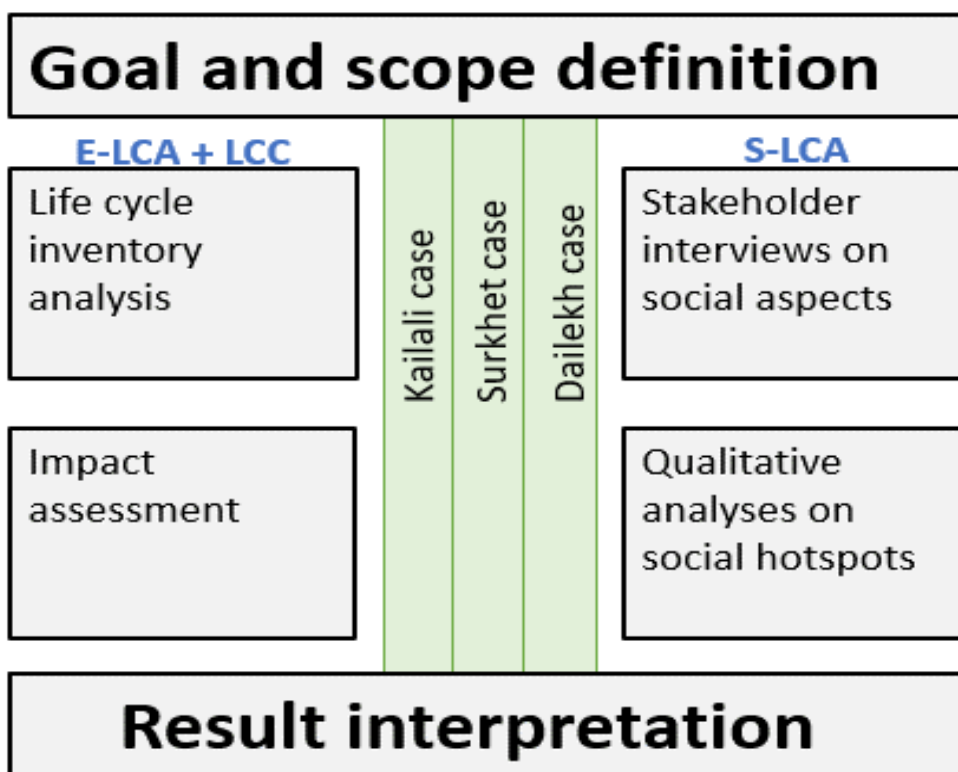 Goal and scope definition
E-LCA + LCC
Life cycle
inventory
analysis
Impact
assessment
Kailali case
Surkhet case
Dailekh case
S-LCA
Stakeholder
interviews on
social aspects
Qualitative
analyses on
social hotspots
Result interpretation